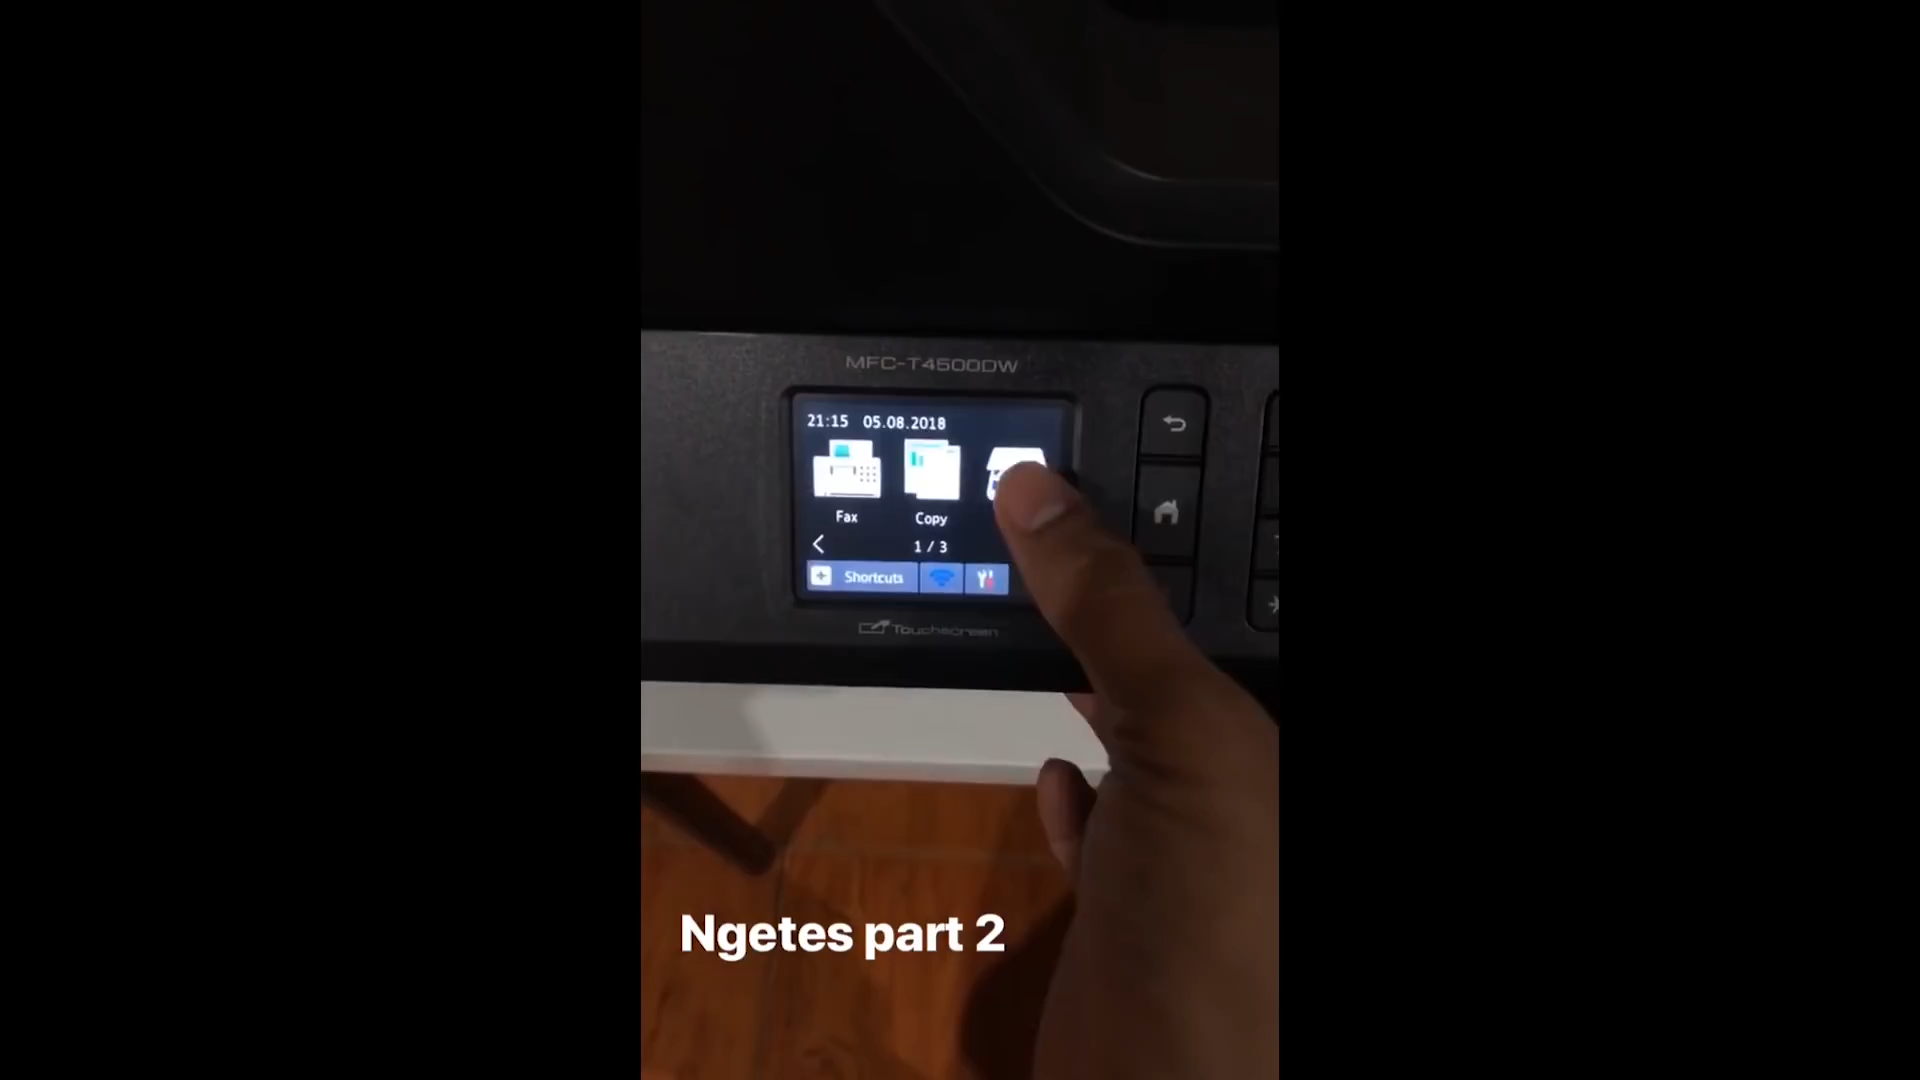 MFC-T4500DW
21:15 05.08.2018
Fax Copy
1 / 3
Shortcuts
Touchscreen
Ngetes part 2